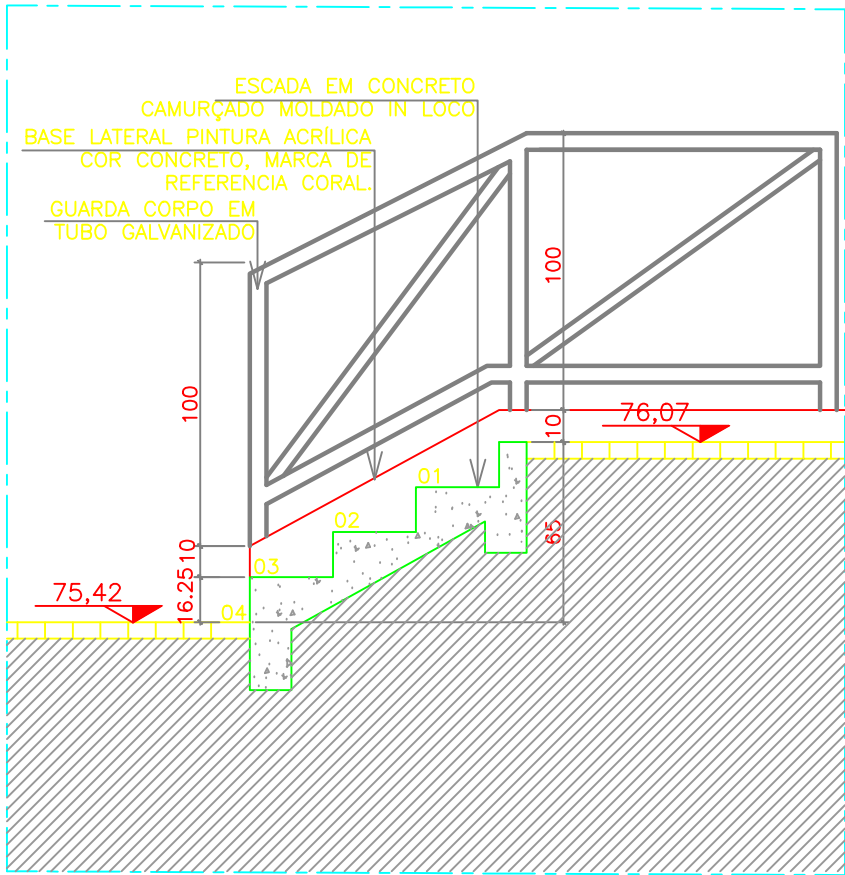 ESCADA EM CONCRETO
CAMURÇADO MOLDADO IN LOCO
BASE LATERAL PINTURA ACRÍLICA
COR CONCRETO, MARCA DE
REFERENCIA CORAL.
GUARDA CORPO EM
TUBO GALVANIZADO
100
100
76,07
10
01
02
65
10
03
16.25
75,42
04